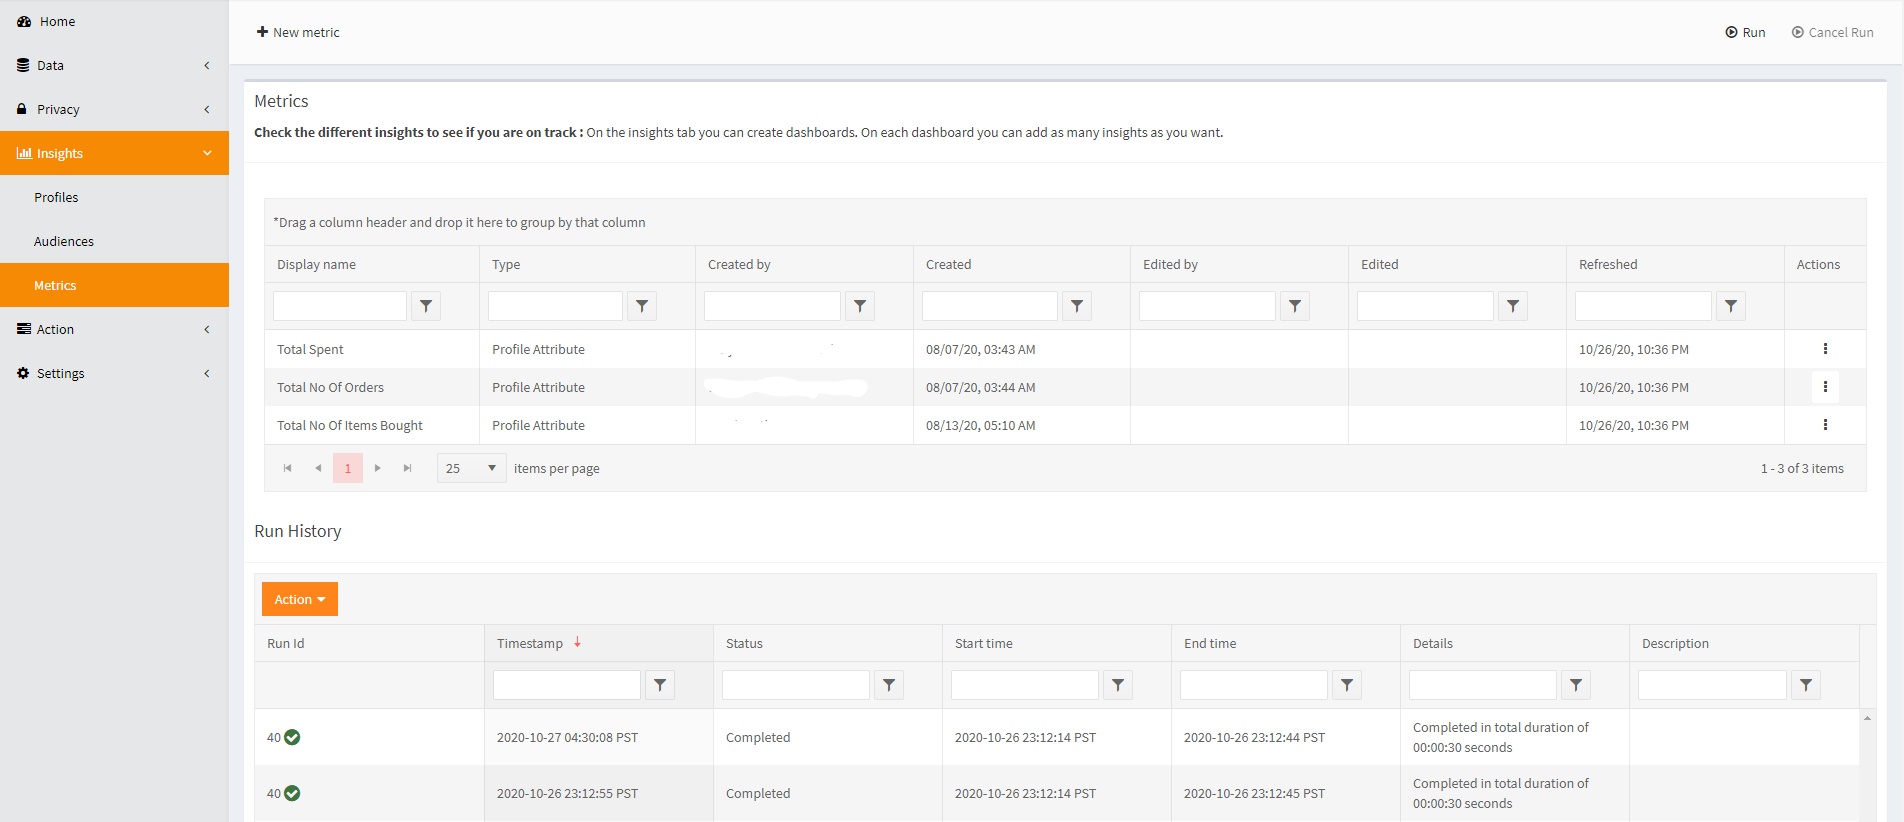 Home
Data
Privacy
Insights
Profiles
Audiences
Metrics
Action
Settings
New metric
Run
Cancel Run
Metrics
Check the different insights to see if you are on track : On the insights tab you can create dashboards. On each dashboard you can add as many insights as you want.
*Drag a column header and drop it here to group by that column
Display name Type Created by Created Edited by Edited Refreshed Actions
Total Spent Profile Attribute 08/07/20, 03:43 AM 10/26/20, 10:36 PM
Total No Of Orders Profile Attribute 08/07/20, 03:44 AM 10/26/20, 10:36 PM
Total No Of Items Bought Profile Attribute 08/13/20, 05:10 AM 10/26/20, 10:36 PM
1 25 items per page 1 - 3 of 3 items
Run History
Action
Run Id Timestamp Status Start time End time Details Description
40 2020-10-27 04:30:08 PST Completed 2020-10-26 23:12:14 PST 2020-10-26 23:12:44 PST Completed in total duration of
00:00:30 seconds
40 2020-10-26 23:12:55 PST Completed 2020-10-26 23:12:14 PST 2020-10-26 23:12:45 PST Completed in total duration of
00:00:30 seconds